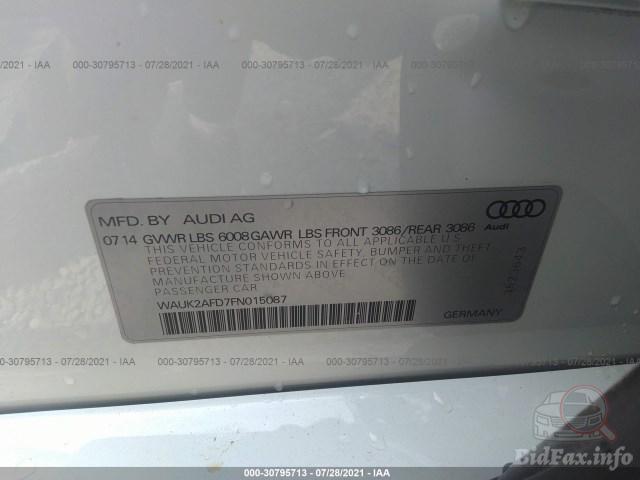 000-30795713 - 07/28/2021 - IAA 000-30795713 - 07/28/2021 - IAA 000-30795713 - 07/28/2021 - IAA
MFD. BY AUDI AG
Audi
07 14 GVWR LBS 6008 GAWR LBS FRONT 3086/REAR 3086
THIS VEHICLE CONFORMS TO ALL APPLICABLE U.S.
FEDERAL MOTOR VEHICLE SAFETY, BUMPER, AND THEFT
PREVENTION STANDARDS IN EFFECT ON THE DATE OF
MANUFACTURE SHOWN ABOVE.
PASSENGER CAR
WAUK2AFD7FN015087
GERMANY
000-30795713 - 07/28/2021 - IAA 000-30795713 - 07/28/2021 - IAA 000-30795713 - 07/28/2021 - IAA
BidFax.info
000-30795713 - 07/28/2021 - IAA